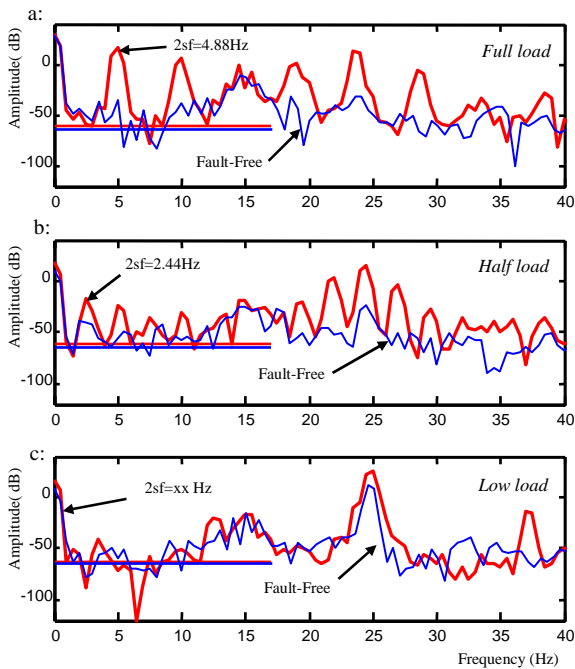 a:
Amplitude( dB)
2sf=4.88Hz
Full load
Fault-Free
0
-50
-100
0 5 10 15 20 25 30 35 40
b:
Amplitude( dB)
2sf=2.44Hz
Half load
Fault-Free
0
-50
-100
0 5 10 15 20 25 30 35 40
c:
Amplitude( dB)
2sf=xx Hz
Low load
Fault-Free
0
-50
-100
0 5 10 15 20 25 30 35 40
Frequency (Hz)